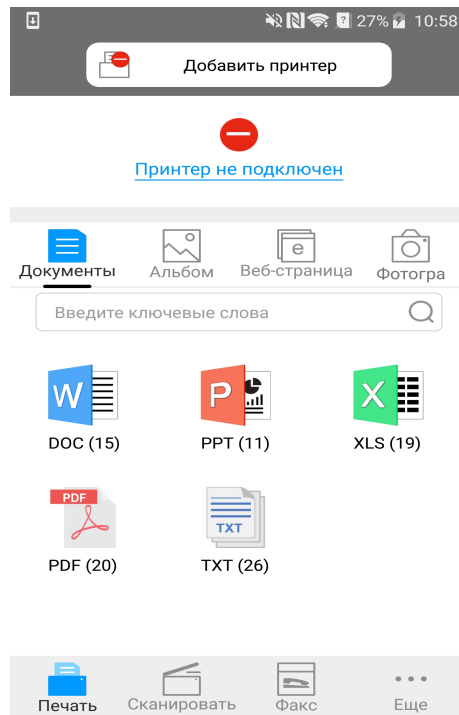 ? 27% 10:58
Добавить принтер
Принтер не подключен
Документы Альбом Веб-страница Фотогра
Введите ключевые слова
W P X
DOC (15) PPT (11) XLS (19)
PDF TXT
PDF (20) TXT (26)
Печать Сканировать Факс Еще